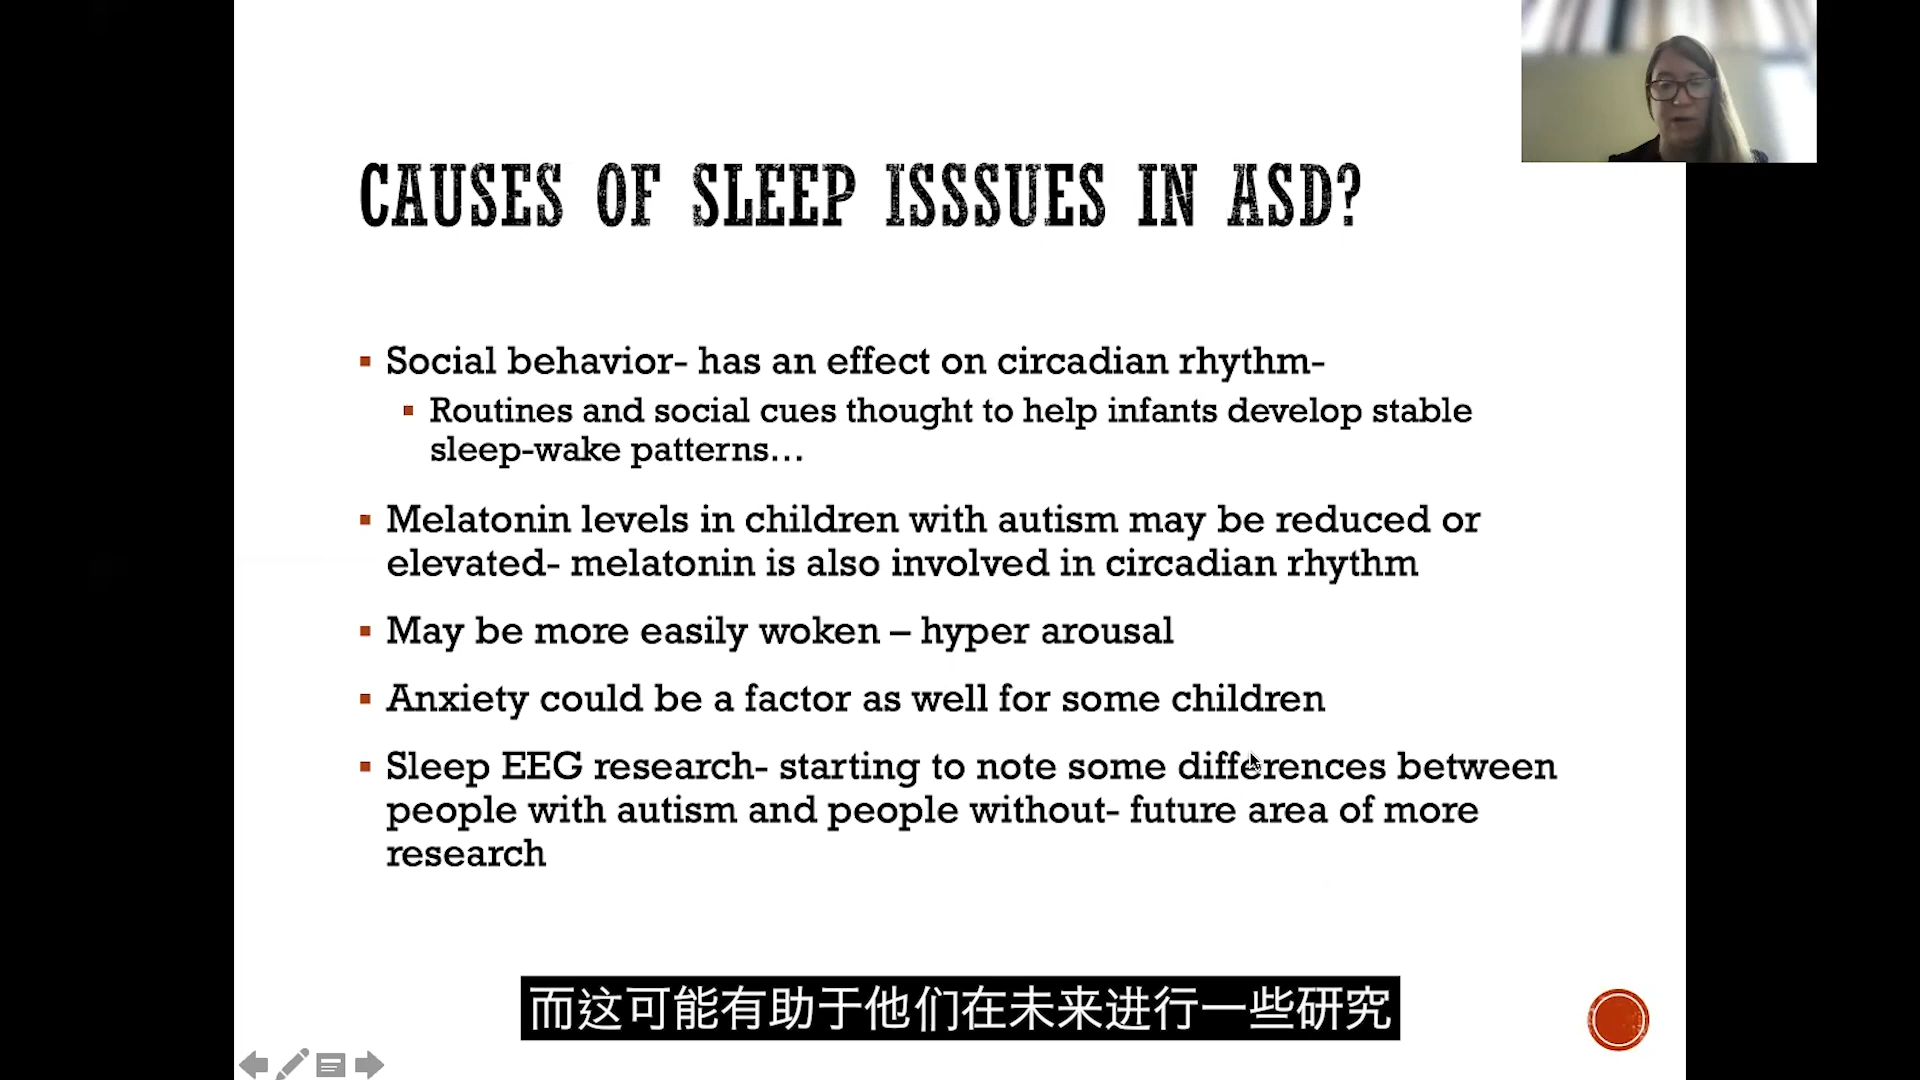 CAUSES OF SLEEP ISSSUES IN ASD?
▪ Social behavior- has an effect on circadian rhythm-
▪ Routines and social cues thought to help infants develop stable
sleep-wake patterns...
▪ Melatonin levels in children with autism may be reduced or
elevated- melatonin is also involved in circadian rhythm
▪ May be more easily woken – hyper arousal
▪ Anxiety could be a factor as well for some children
▪ Sleep EEG research- starting to note some differences between
people with autism and people without- future area of more
research
而这可能有助于他们在未来进行一些研究